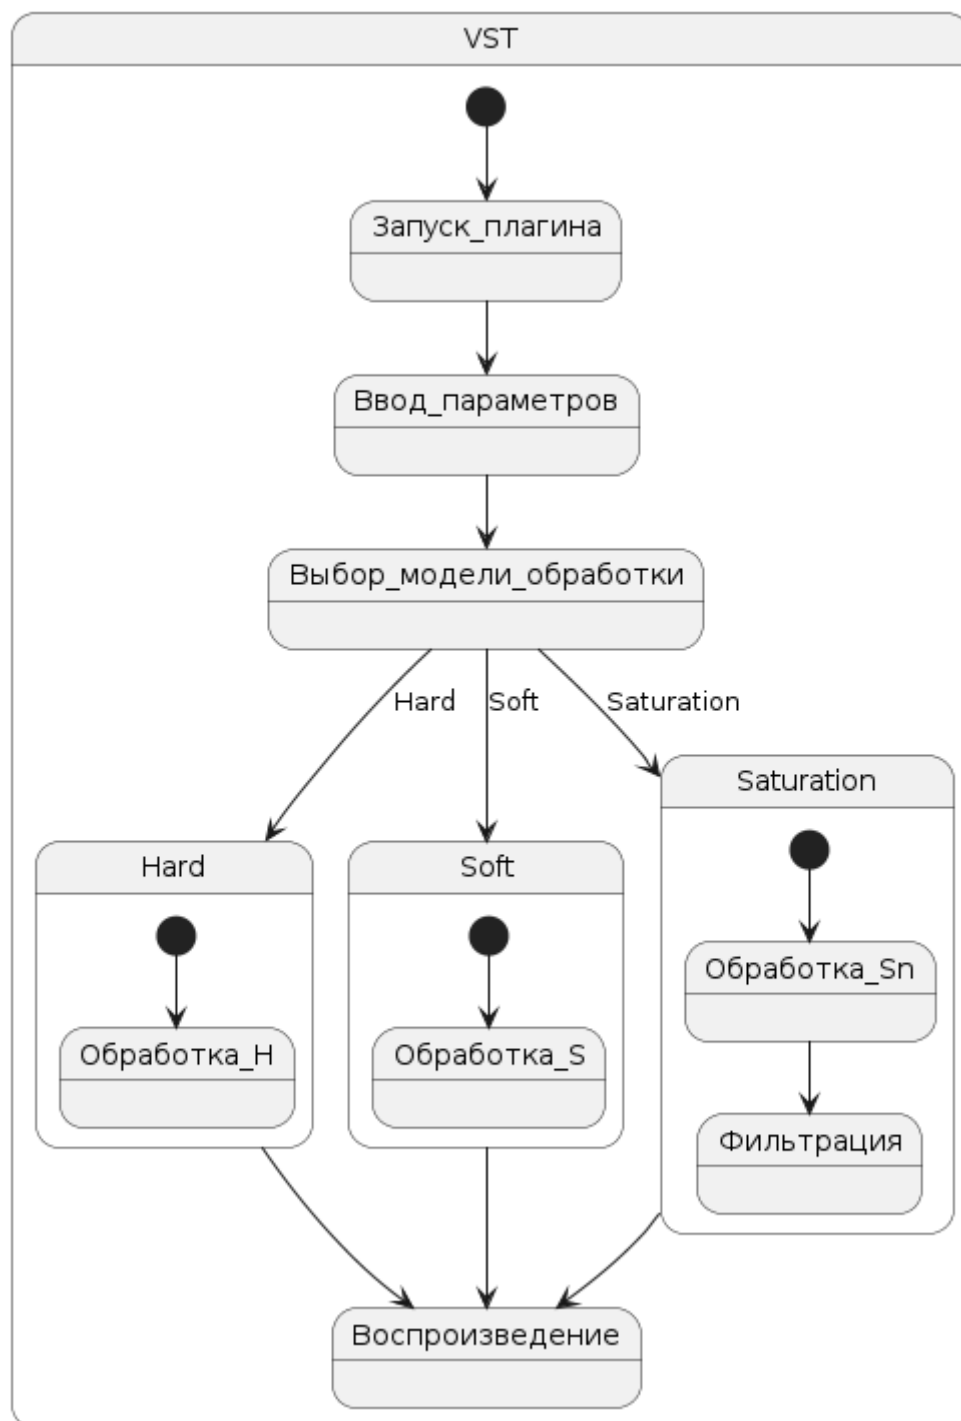 VST
Запуск_плагина
Ввод_параметров
Выбор_модели_обработки
Hard
Soft
Saturation
Saturation
Hard
Soft
Обработка_Sn
Обработка_H
Обработка_S
Фильтрация
Воспроизведение